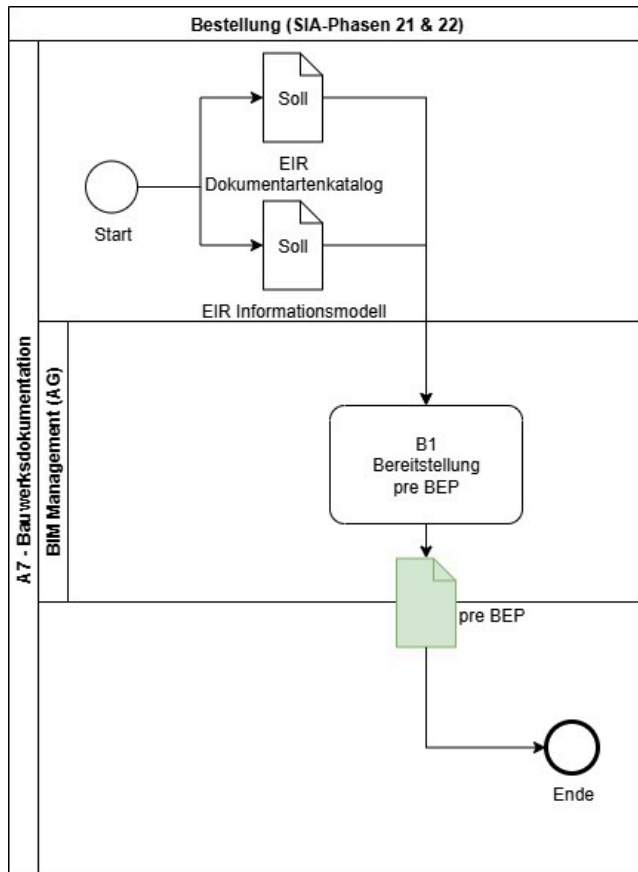 Bestellung (SIA-Phasen 21 & 22)
A7 - Bauwerksdokumentation
Soll
EIR
Dokumentartenkatalog
Start
Soll
EIR Informationsmodell
BIM Management (AG)
B1
Bereitstellung
pre BEP
pre BEP
Ende